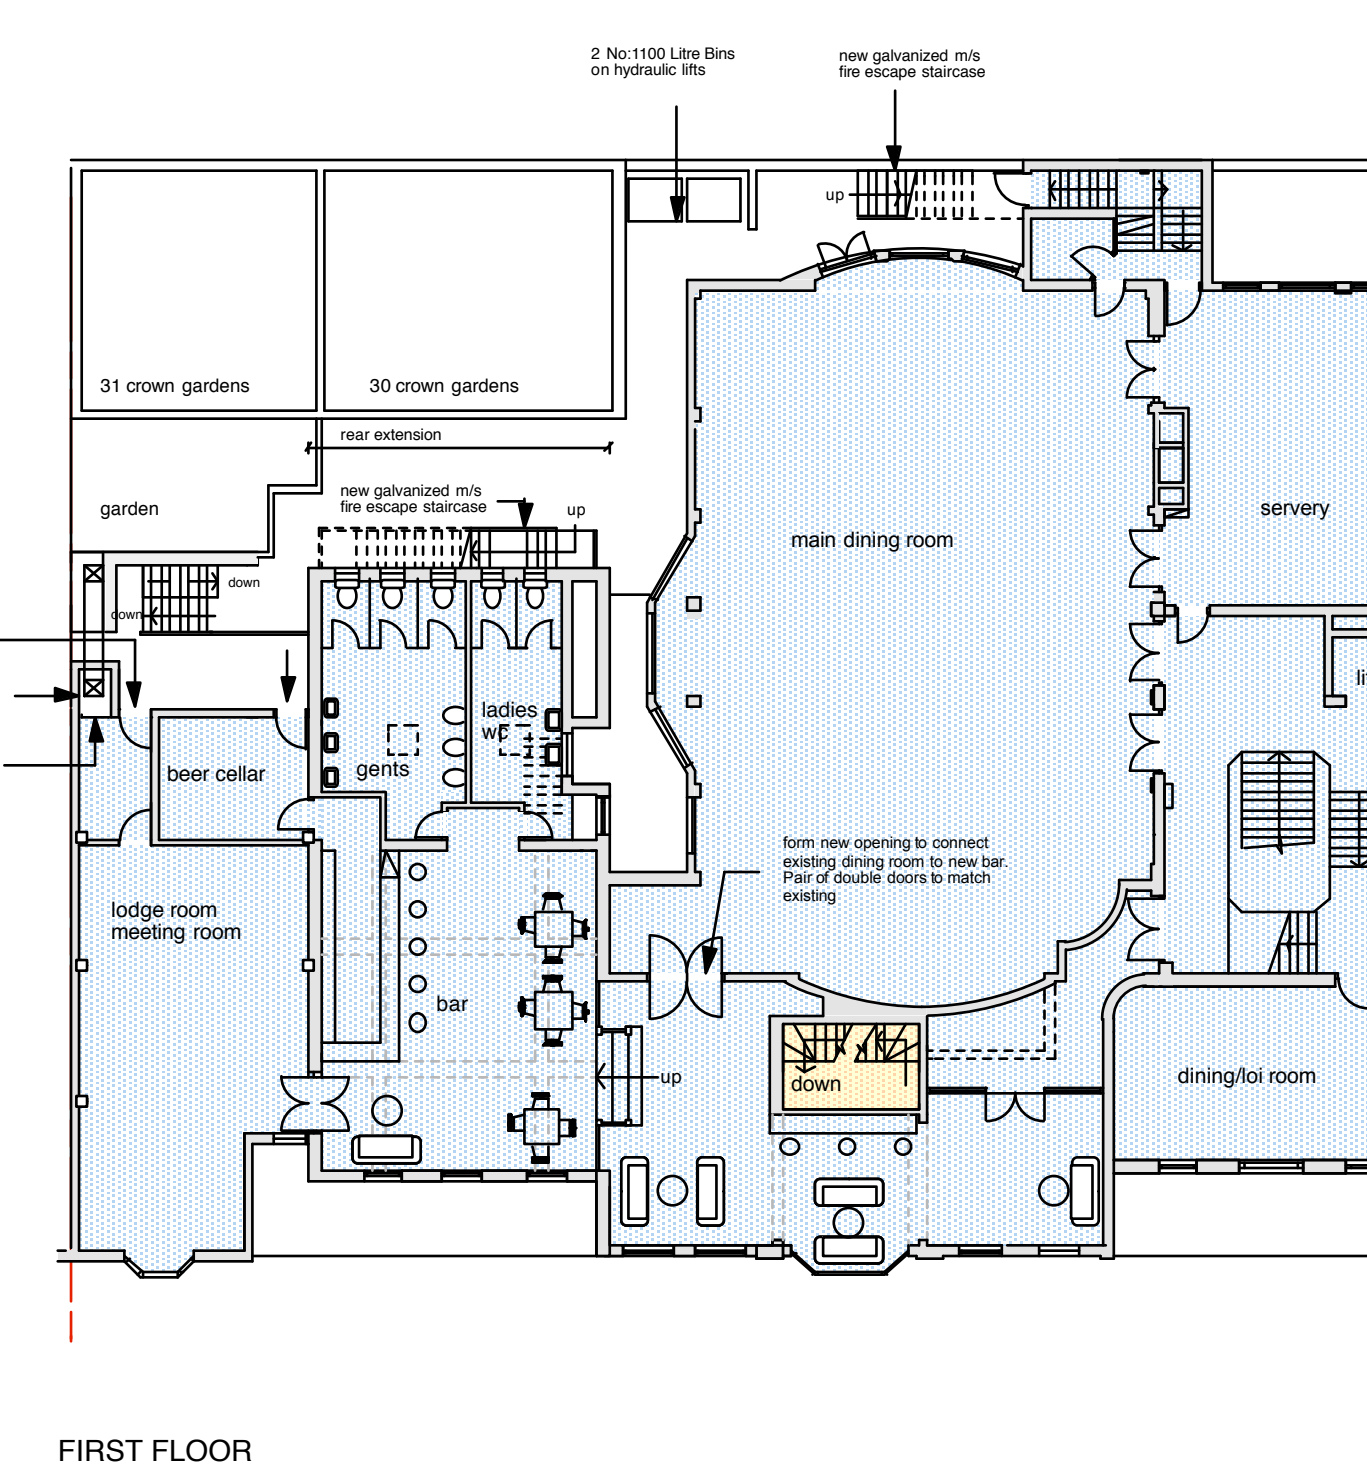 2 No:1100 Litre Bins
on hydraulic lifts
new galvanized m/s
fire escape staircase
up
31 crown gardens
30 crown gardens
rear extension
new galvanized m/s
fire escape staircase
up
garden
servery
main dining room
down
down
ladies
wc
gents
beer cellar
form new opening to connect
existing dining room to new bar.
Pair of double doors to match
existing
lodge room
meeting room
bar
up
down
dining/loi room
FIRST FLOOR